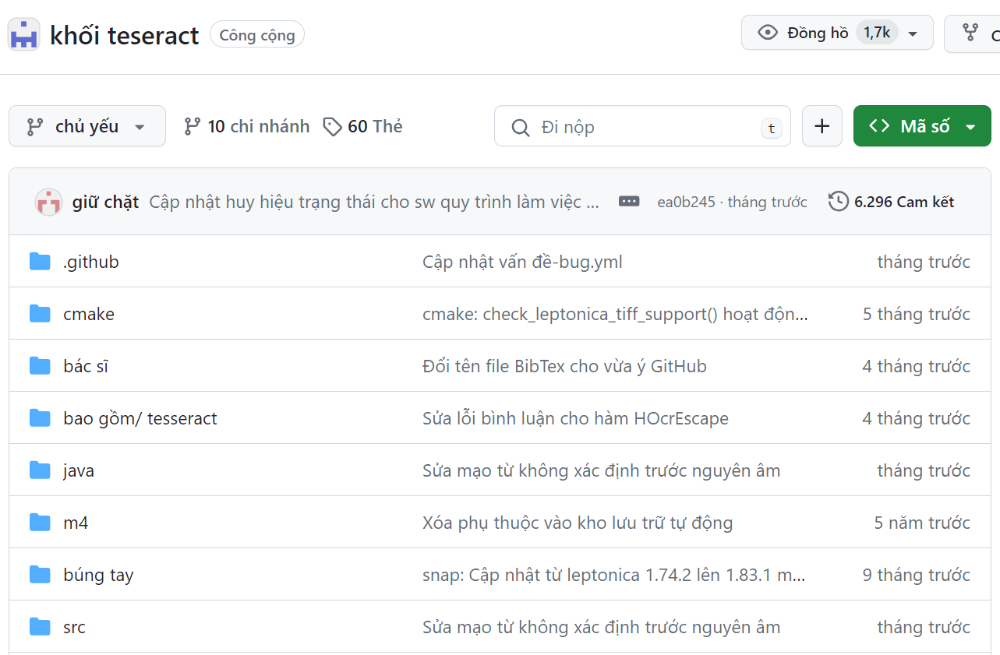 khối teseract Công cộng Đồng hồ 1,7k
chủ yếu 10 chi nhánh 60 Thẻ Đi nộp t + Mã số
giữ chặt Cập nhật huy hiệu trạng thái cho sw quy trình làm việc ... ea0b245 · tháng trước 6.296 Cam kết
.github Cập nhật vấn đề-bug.yml tháng trước
cmake cmake: check_leptonica_tiff_support() hoạt độn... 5 tháng trước
bác sĩ Đổi tên file BibTex cho vừa ý GitHub 4 tháng trước
bao gồm/ tesseract Sửa lỗi bình luận cho hàm HOcrEscape 4 tháng trước
java Sửa mạo từ không xác định trước nguyên âm tháng trước
m4 Xóa phụ thuộc vào kho lưu trữ tự động 5 năm trước
búng tay snap: Cập nhật từ leptonica 1.74.2 lên 1.83.1 m... 9 tháng trước
src Sửa mạo từ không xác định trước nguyên âm tháng trước